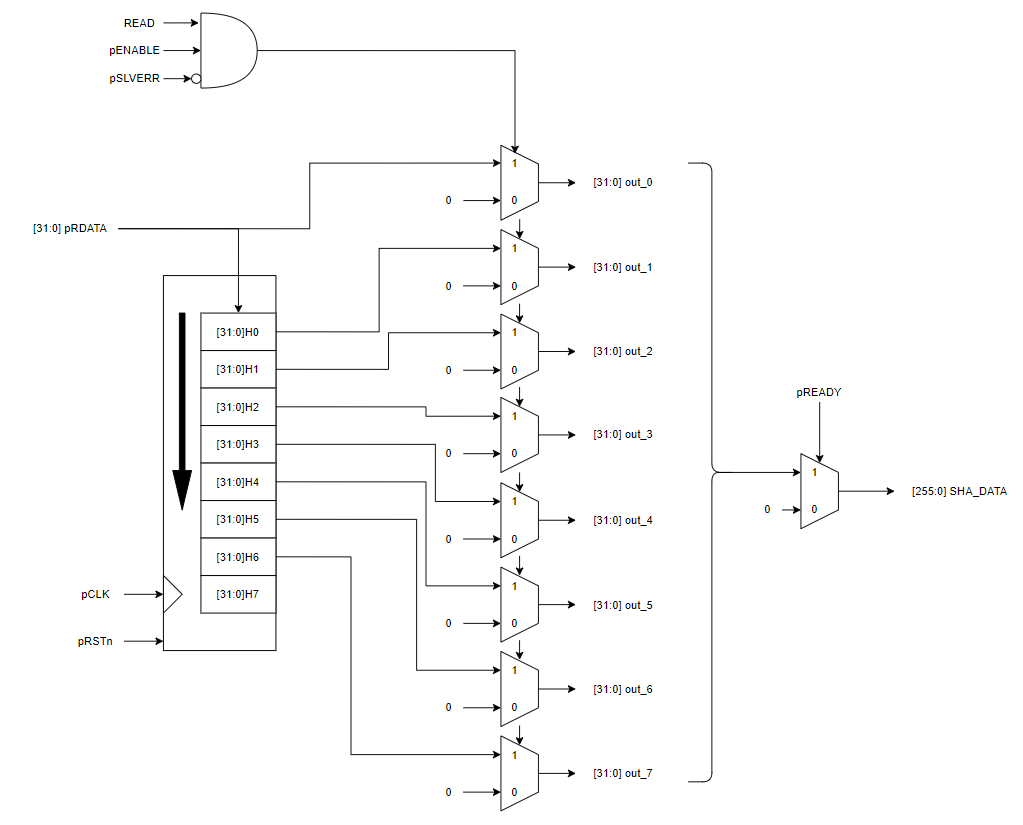 READ
pENABLE
pSLVERR
1
0
0
[31:0] out_0
[31:0] pRDATA
1
0
0
[31:0] out_1
[31:0]H0
1
0
0
[31:0] out_2
[31:0]H1
[31:0]H2
1
0
0
[31:0] out_3
pREADY
[31:0]H3
1
0
[255:0] SHA_DATA
0
[31:0]H4
1
0
0
[31:0] out_4
[31:0]H5
[31:0]H6
1
0
0
[31:0] out_5
[31:0]H7
pCLK
pRSTn
1
0
0
[31:0] out_6
1
0
0
[31:0] out_7